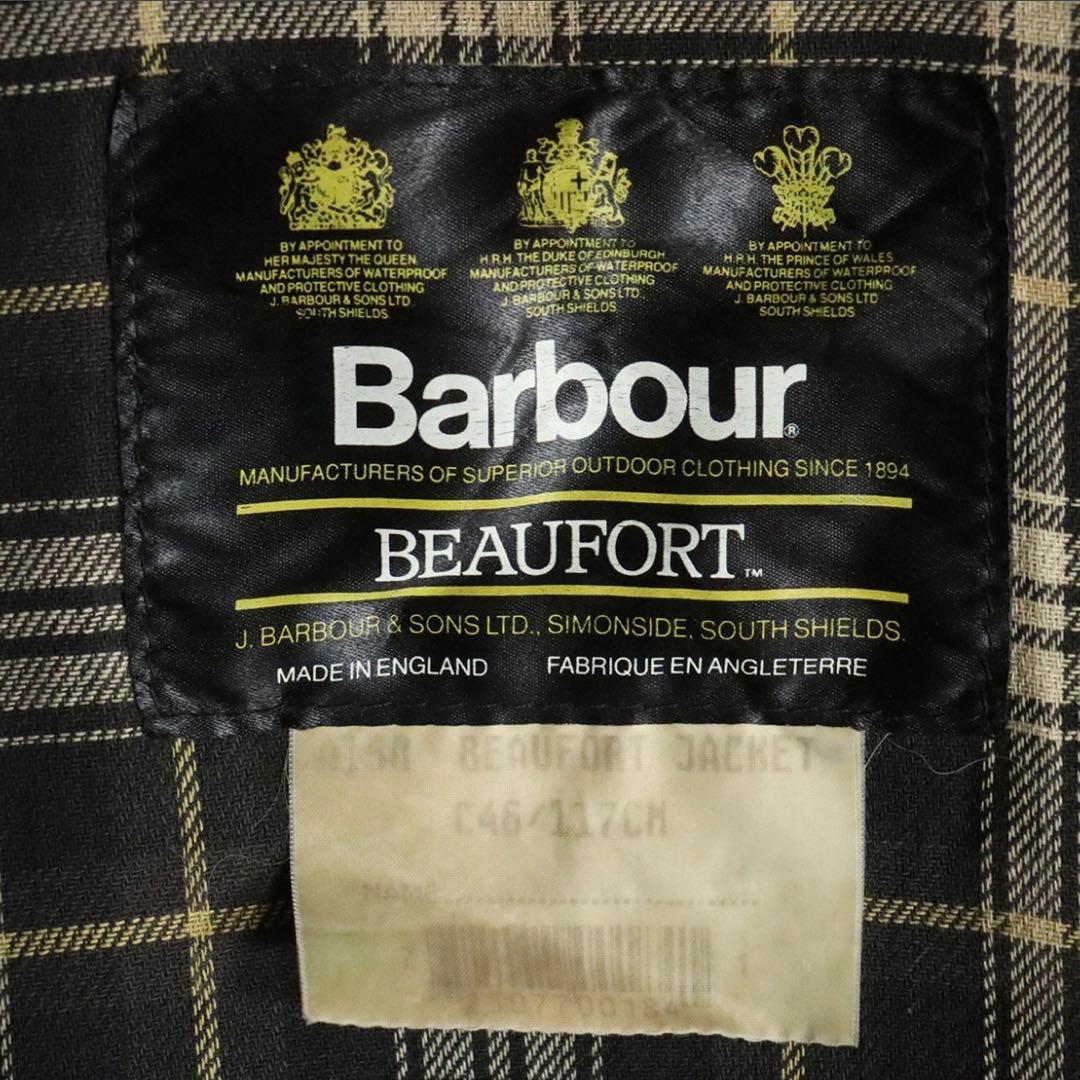 BY APPOINTMENT TO
HER MAJESTY THE QUEEN
MANUFACTURERS OF WATERPROOF
AND PROTECTIVE CLOTHING
J. BARBOUR & SONS LTD
SOUTH SHIELDS
BY APPOINTMENT TO
H.R.H. THE DUKE OF EDINBURGH
MANUFACTURERS OF WATERPROOF
AND PROTECTIVE CLOTHING
J. BARBOUR & SONS LTD.
SOUTH SHIELDS
BY APPOINTMENT TO
H.R.H. THE PRINCE OF WALES
MANUFACTURERS OF WATERPROOF
AND PROTECTIVE CLOTHING
J. BARBOUR & SONS LTD
SOUTH SHIELDS
Barbour®
MANUFACTURERS OF SUPERIOR OUTDOOR CLOTHING SINCE 1894
BEAUFORT™
J. BARBOUR & SONS LTD., SIMONSIDE, SOUTH SHIELDS.
MADE IN ENGLAND FABRIQUE EN ANGLETERRE
BEAUFORT JACKET
C46/117CM
NAME